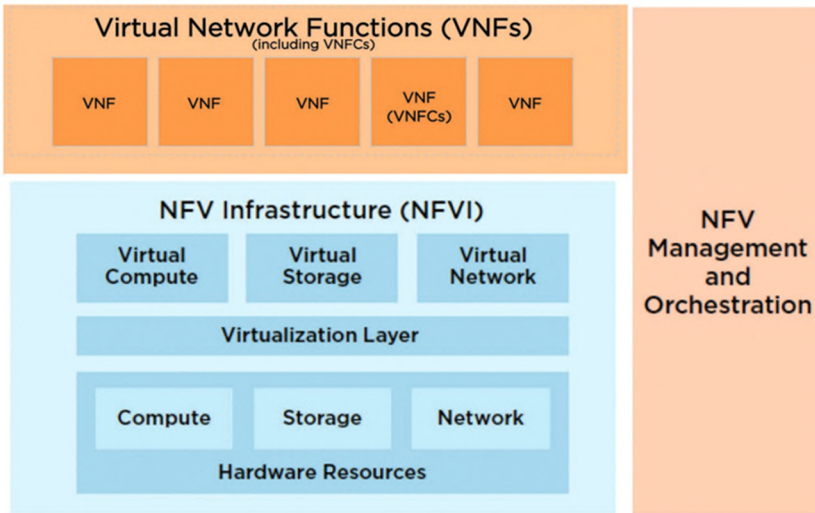 Virtual Network Functions (VNFs)
(including VNFCs)
VNF
VNF
VNF
VNF
(VNFCs)
VNF
NFV Infrastructure (NFVI)
Virtual
Compute
Virtual
Storage
Virtual
Network
Virtualization Layer
Compute
Storage
Network
Hardware Resources
NFV
Management
and
Orchestration